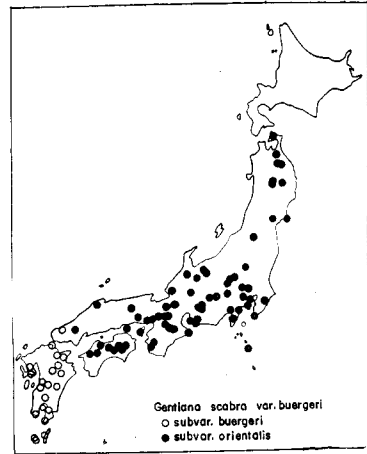 Gentiana scabra var. buergeri
○ subvar. buergeri
● subvar. orientalis